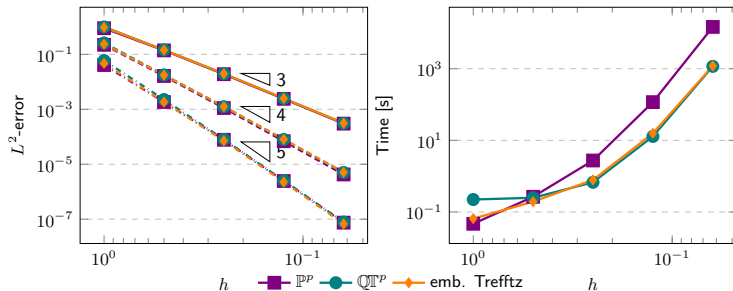 10⁻¹
10⁻³
10⁻⁵
10⁻⁷
L²-error
3
4
5
10⁰
10⁻¹
h
10³
10¹
10⁻¹
Time [s]
10⁰
10⁻¹
h
ℙᵖ
ℚ𝕋ᵖ
emb. Trefftz